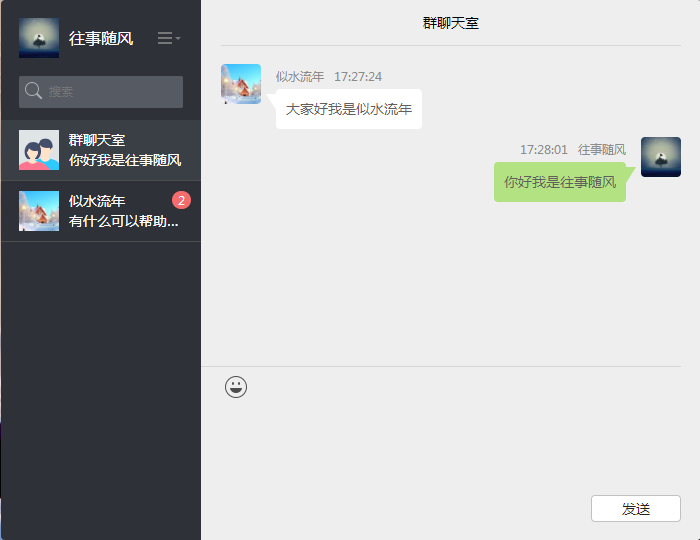 往事随风
搜索
群聊天室
你好我是往事随风
似水流年
2
有什么可以帮助...
群聊天室
似水流年 17:27:24
大家好我是似水流年
17:28:01 往事随风
你好我是往事随风
发送